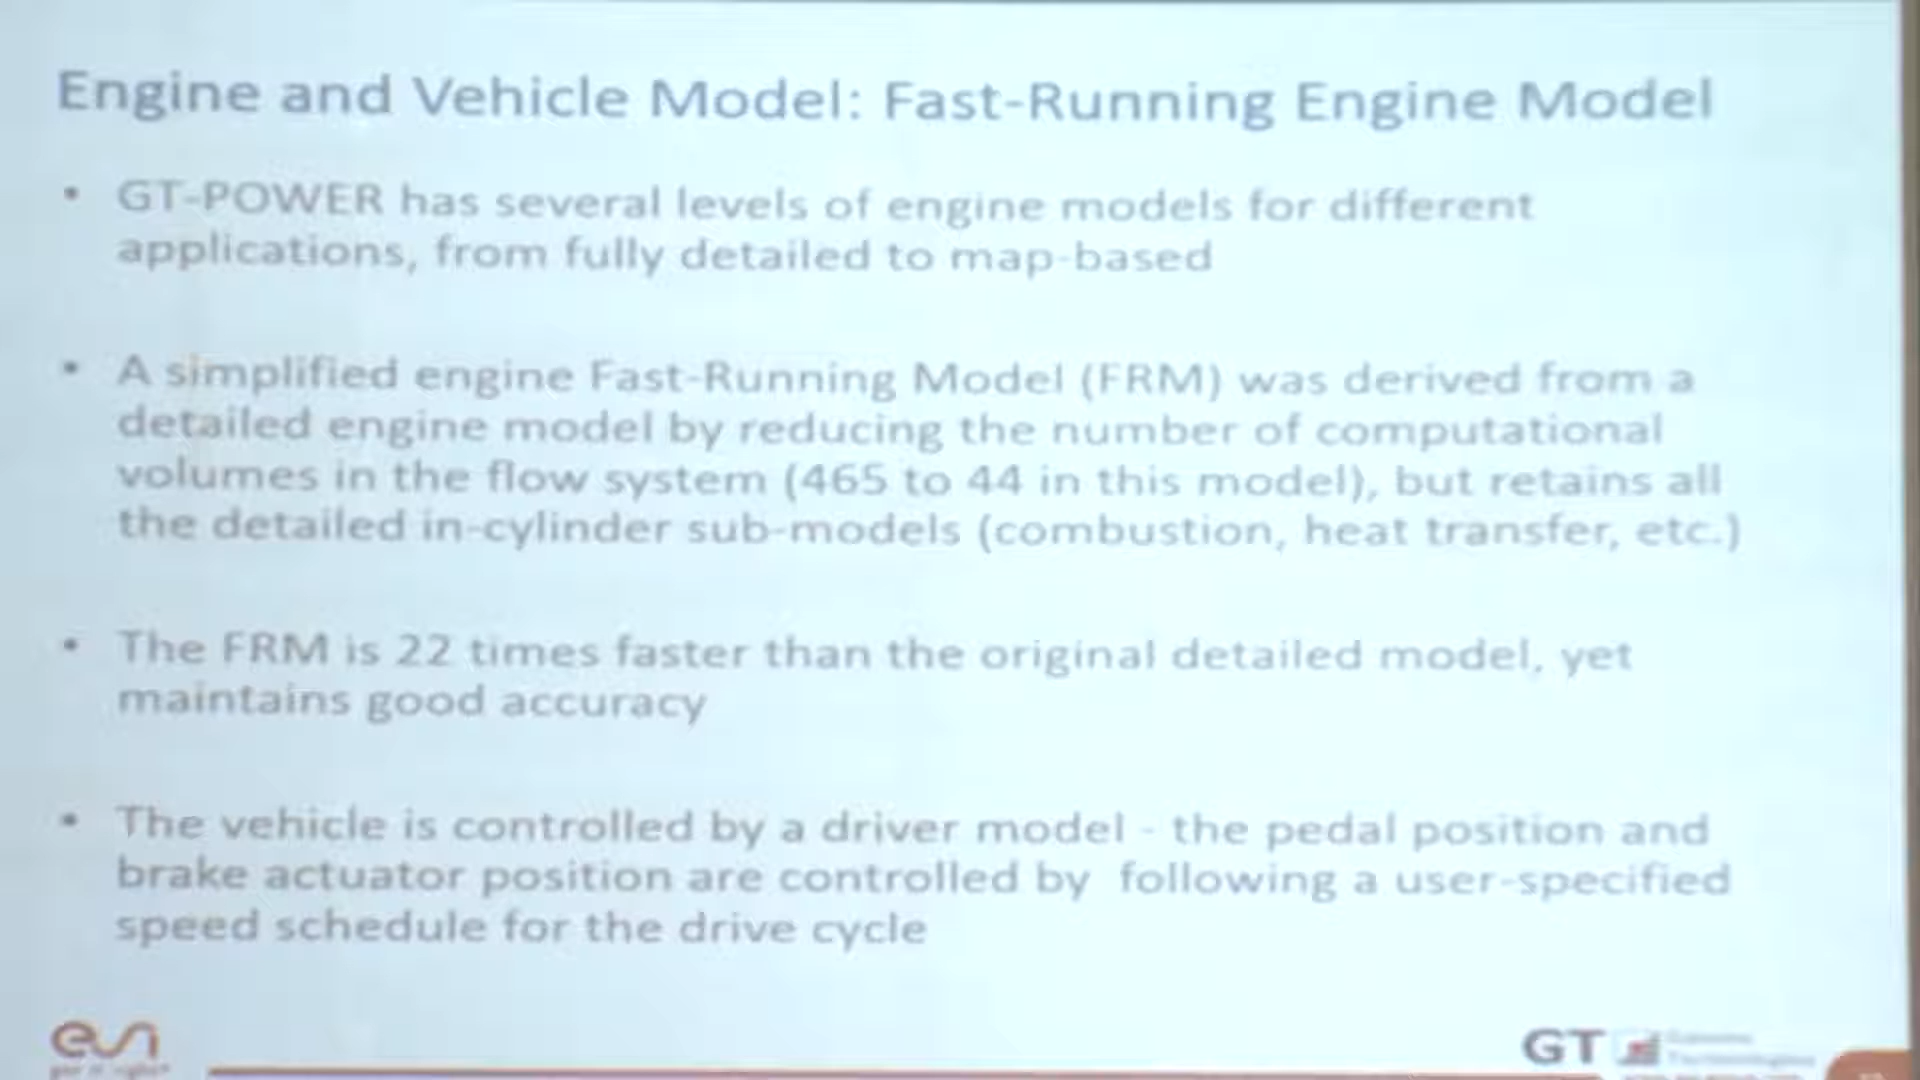 Engine and Vehicle Model: Fast-Running Engine Model
• GT-POWER has several levels of engine models for different
applications, from fully detailed to map-based
• A simplified engine Fast-Running Model (FRM) was derived from a
detailed engine model by reducing the number of computational
volumes in the flow system (465 to 44 in this model), but retains all
the detailed in-cylinder sub-models (combustion, heat transfer, etc.)
• The FRM is 22 times faster than the original detailed model, yet
maintains good accuracy
• The vehicle is controlled by a driver model - the pedal position and
brake actuator position are controlled by following a user-specified
speed schedule for the drive cycle
esi
get it right
GT
Technologies